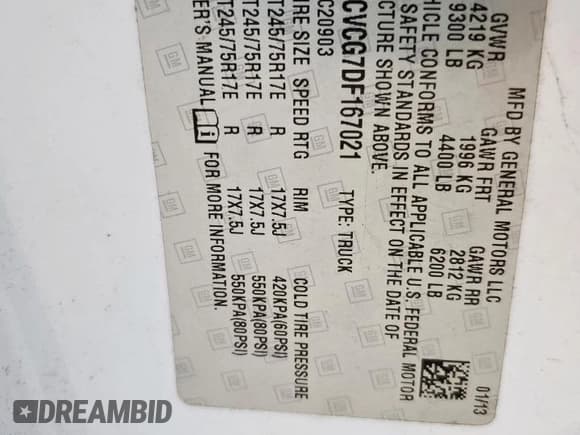 MFD BY GENERAL MOTORS LLC 01/13
GVWR GAWR FRT GAWR RR
4219 KG 1996 KG 2812 KG
9300 LB 4400 LB 6200 LB
HICLE CONFORMS TO ALL APPLICABLE U.S. FEDERAL MOTOR
SAFETY STANDARDS IN EFFECT ON THE DATE OF
CTURE SHOWN ABOVE.
CVCG7DF167021 TYPE: TRUCK
C20903
IRE SIZE SPEED RTG RIM COLD TIRE PRESSURE
T245/75R17E R 17X7.5J 420KPA(60PSI)
T245/75R17E R 17X7.5J 550KPA(80PSI)
T245/75R17E R 17X7.5J 550KPA(80PSI)
ER'S MANUAL FOR MORE INFORMATION.
GM
DREAMBID